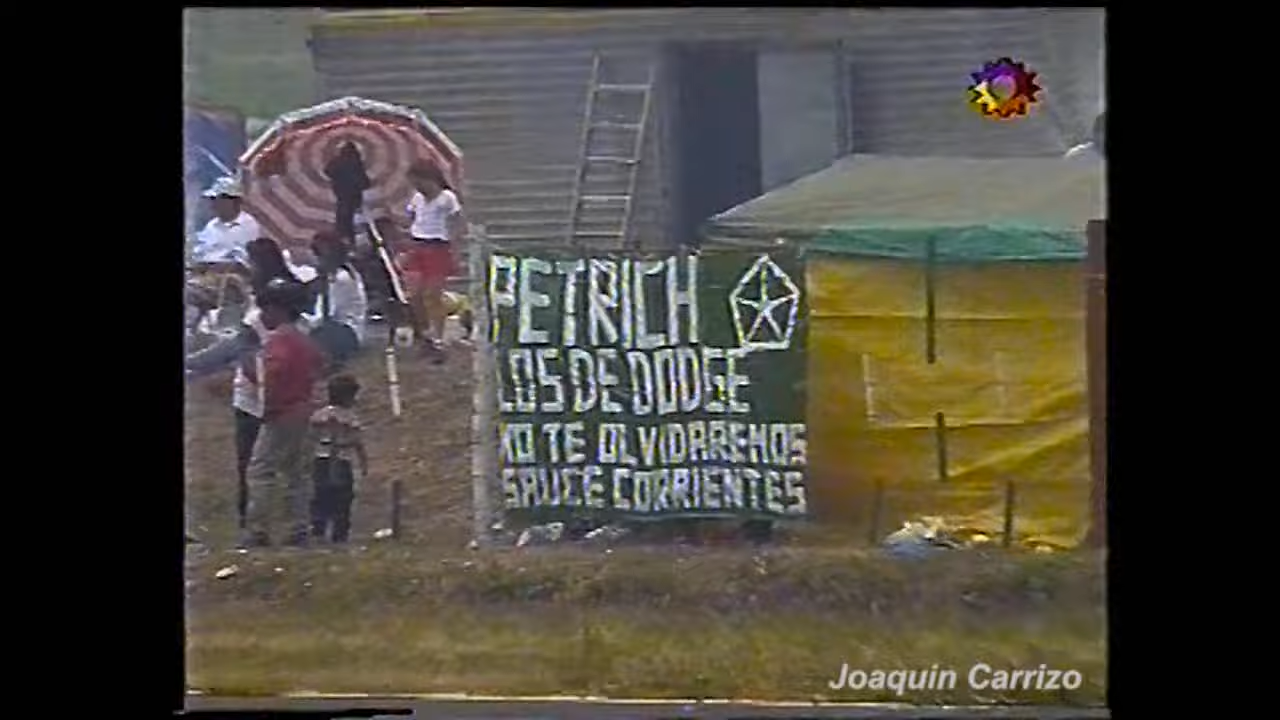 PETRICH
LOS DE DODGE
NO TE OLVIDAREMOS
SAUCE CORRIENTES
Joaquin Carrizo